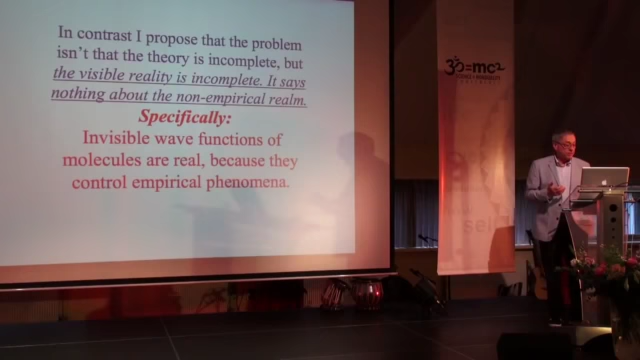 In contrast I propose that the problem
isn't that the theory is incomplete, but
the visible reality is incomplete. It says
nothing about the non-empirical realm.
Specifically:
Invisible wave functions of
molecules are real, because they
control empirical phenomena.
ॐ=mc2